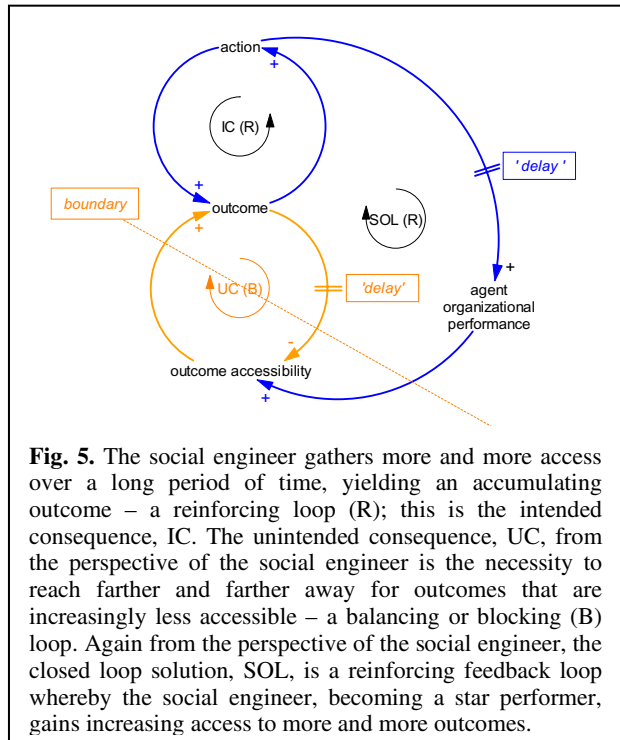 action
+
IC (R)
' delay '
+
boundary
outcome
+
SOL (R)
UC (B)
'delay'
+
agent
organizational
performance
-
outcome accessibility
+
Fig. 5. The social engineer gathers more and more access
over a long period of time, yielding an accumulating
outcome – a reinforcing loop (R); this is the intended
consequence, IC. The unintended consequence, UC, from
the perspective of the social engineer is the necessity to
reach farther and farther away for outcomes that are
increasingly less accessible – a balancing or blocking (B)
loop. Again from the perspective of the social engineer, the
closed loop solution, SOL, is a reinforcing feedback loop
whereby the social engineer, becoming a star performer,
gains increasing access to more and more outcomes.